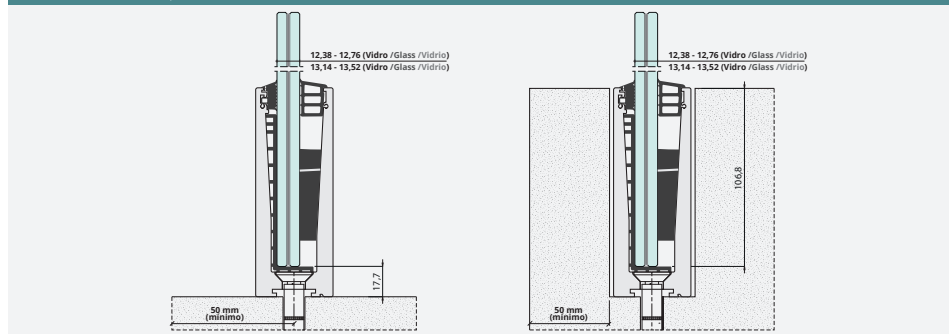 12,38 - 12,76 (Vidro /Glass /Vidrio)
13,14 - 13,52 (Vidro /Glass /Vidrio)
12,38 - 12,76 (Vidro /Glass /Vidrio)
13,14 - 13,52 (Vidro /Glass /Vidrio)
106,8
17,7
50 mm
(mínimo)
50 mm
(mínimo)